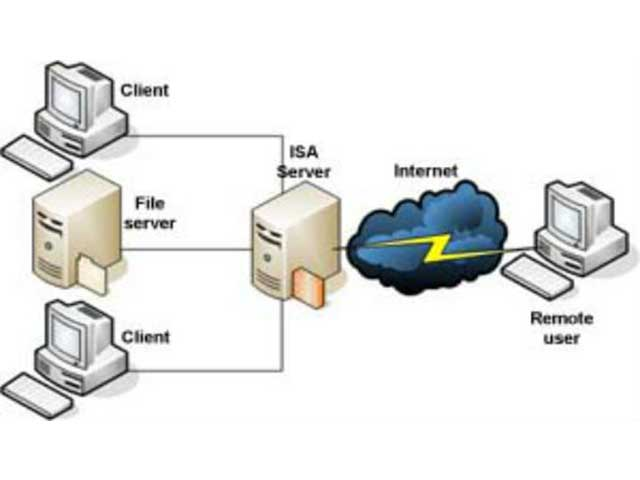 Client
ISA
Server
Internet
File
server
Client
Remote
user